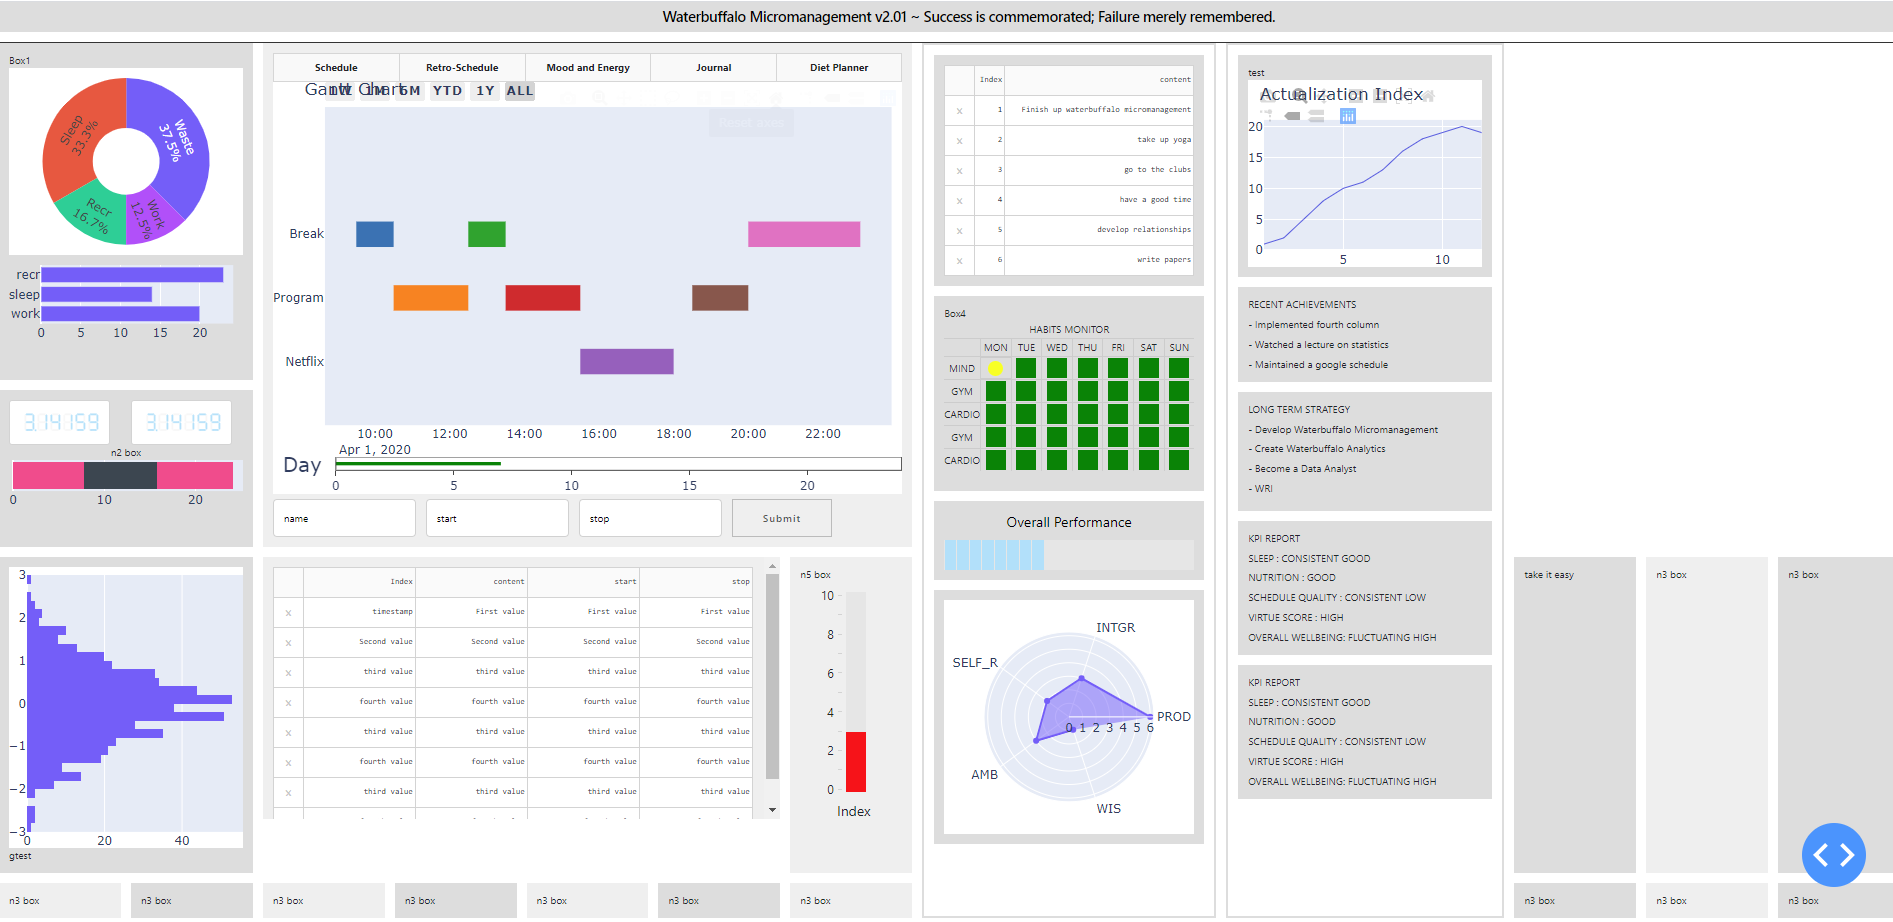 Waterbuffalo Micromanagement v2.01 ~ Success is commemorated; Failure merely remembered.
Box1
Waste
37.5%
Sleep
33.3%
Recr
16.7%
Work
12.5%
recr
sleep
work
0 5 10 15 20
3.14159 3.14159
n2 box
0 10 20
3
2
1
0
−1
−2
−3
0 20 40
gtest
Schedule Retro-Schedule Mood and Energy Journal Diet Planner
Gantt Chart
1W 1M 6M YTD 1Y ALL
Reset axes
Break
Program
Netflix
10:00 12:00 14:00 16:00 18:00 20:00 22:00
Apr 1, 2020
Day
0 5 10 15 20
name start stop Submit
Index content start stop
x timestamp First value First value First value
x Second value Second value Second value Second value
x third value third value third value third value
x fourth value fourth value fourth value fourth value
x third value third value third value third value
x fourth value fourth value fourth value fourth value
x third value third value third value third value
n5 box
10
8
6
4
2
0
Index
Index content
x 1 Finish up waterbuffalo micromanagement
x 2 take up yoga
x 3 go to the clubs
x 4 have a good time
x 5 develop relationships
x 6 write papers
Box4
HABITS MONITOR
MON TUE WED THU FRI SAT SUN
MIND
GYM
CARDIO
GYM
CARDIO
Overall Performance
INTGR
SELF_R
PROD
0 1 2 3 4 5 6
AMB
WIS
test
Actualization Index
20
15
10
5
0
5 10
RECENT ACHIEVEMENTS
- Implemented fourth column
- Watched a lecture on statistics
- Maintained a google schedule
LONG TERM STRATEGY
- Develop Waterbuffalo Micromanagement
- Create Waterbuffalo Analytics
- Become a Data Analyst
- WRI
KPI REPORT
SLEEP : CONSISTENT GOOD
NUTRITION : GOOD
SCHEDULE QUALITY : CONSISTENT LOW
VIRTUE SCORE : HIGH
OVERALL WELLBEING: FLUCTUATING HIGH
KPI REPORT
SLEEP : CONSISTENT GOOD
NUTRITION : GOOD
SCHEDULE QUALITY : CONSISTENT LOW
VIRTUE SCORE : HIGH
OVERALL WELLBEING: FLUCTUATING HIGH
take it easy n3 box n3 box
n3 box n3 box n3 box n3 box n3 box n3 box n3 box n3 box n3 box n3 box